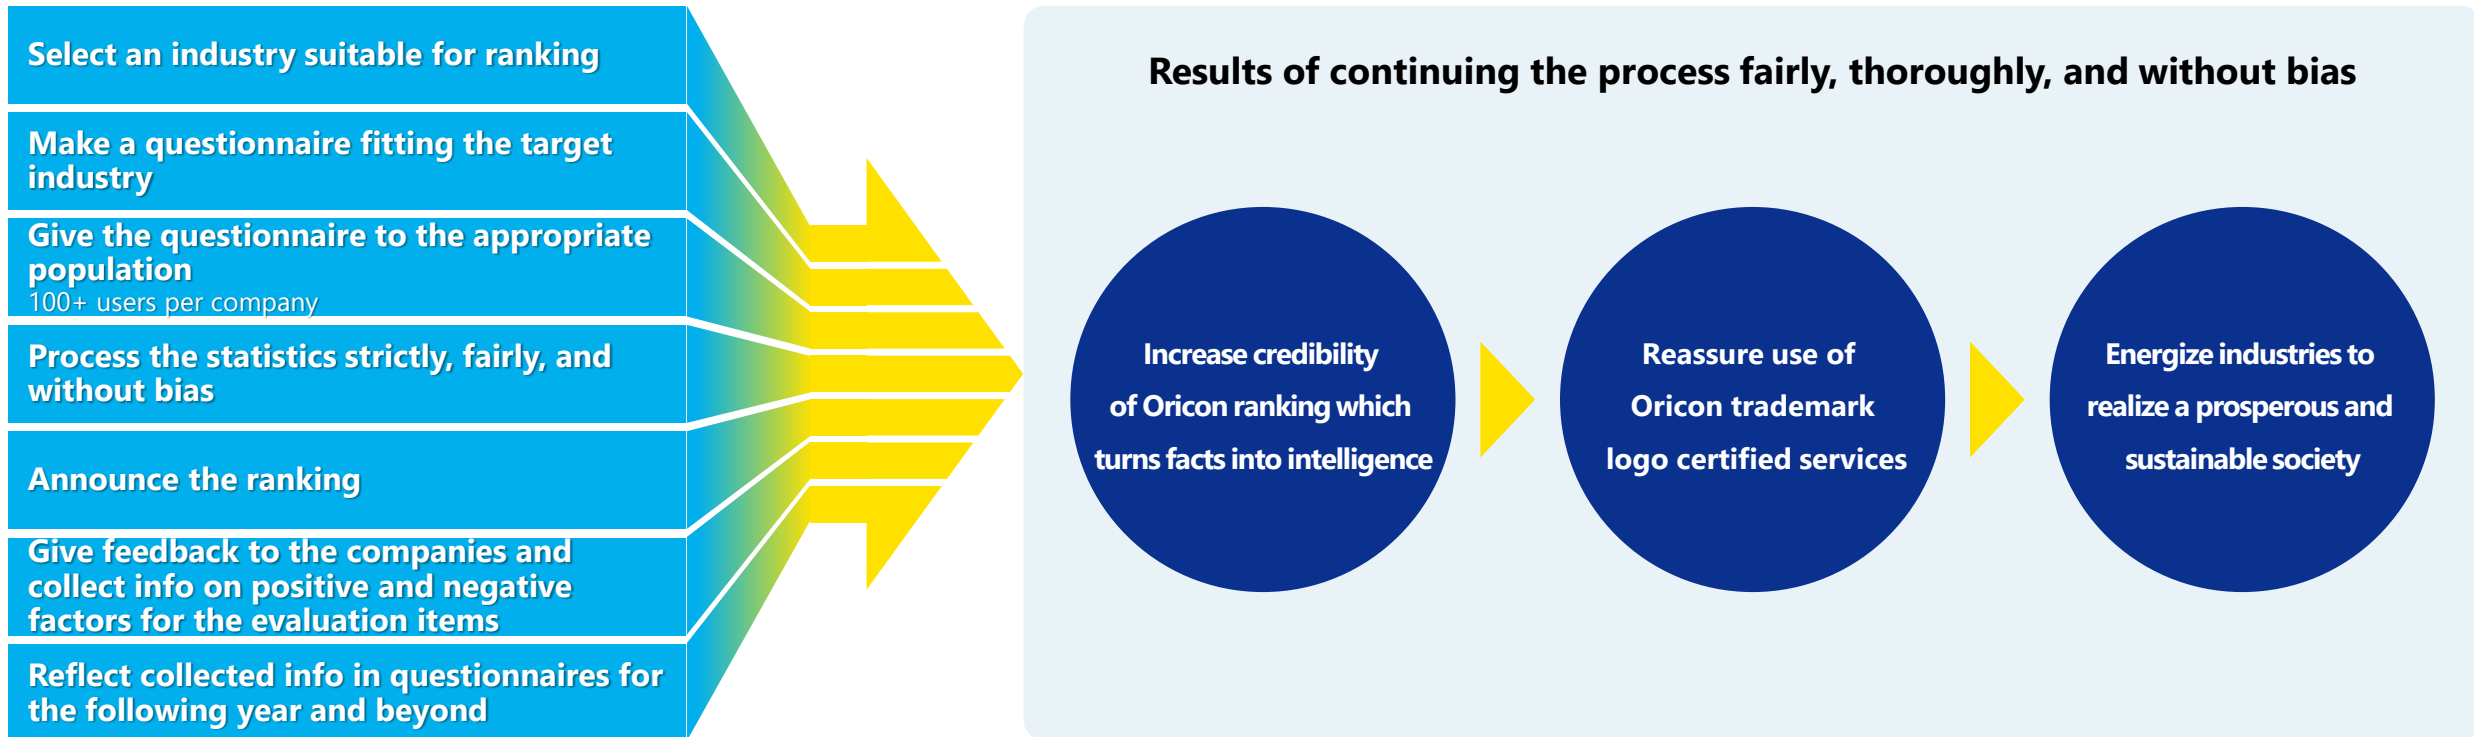 Select an industry suitable for ranking
Make a questionnaire fitting the target
industry
Give the questionnaire to the appropriate
population
100+ users per company
Process the statistics strictly, fairly, and
without bias
Announce the ranking
Give feedback to the companies and
collect info on positive and negative
factors for the evaluation items
Reflect collected info in questionnaires for
the following year and beyond
Results of continuing the process fairly, thoroughly, and without bias
Increase credibility
of Oricon ranking which
turns facts into intelligence
Reassure use of
Oricon trademark
logo certified services
Energize industries to
realize a prosperous and
sustainable society